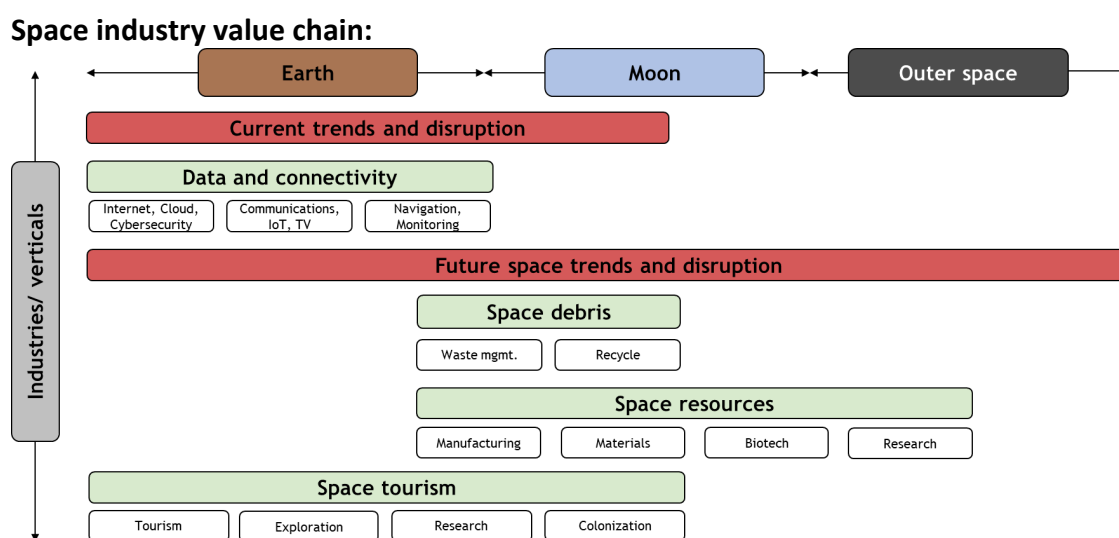 Space industry value chain:
Earth
Moon
Outer space
Industries/ verticals
Current trends and disruption
Data and connectivity
Internet, Cloud,
Cybersecurity
Communications,
IoT, TV
Navigation,
Monitoring
Future space trends and disruption
Space debris
Waste mgmt.
Recycle
Space resources
Manufacturing
Materials
Biotech
Research
Space tourism
Tourism
Exploration
Research
Colonization